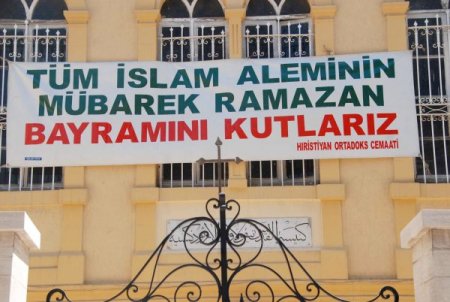 TÜM İSLAM ALEMİNİN
MÜBAREK RAMAZAN
BAYRAMINI KUTLARIZ
HIRİSTİYAN ORTADOKS CEMAATİ